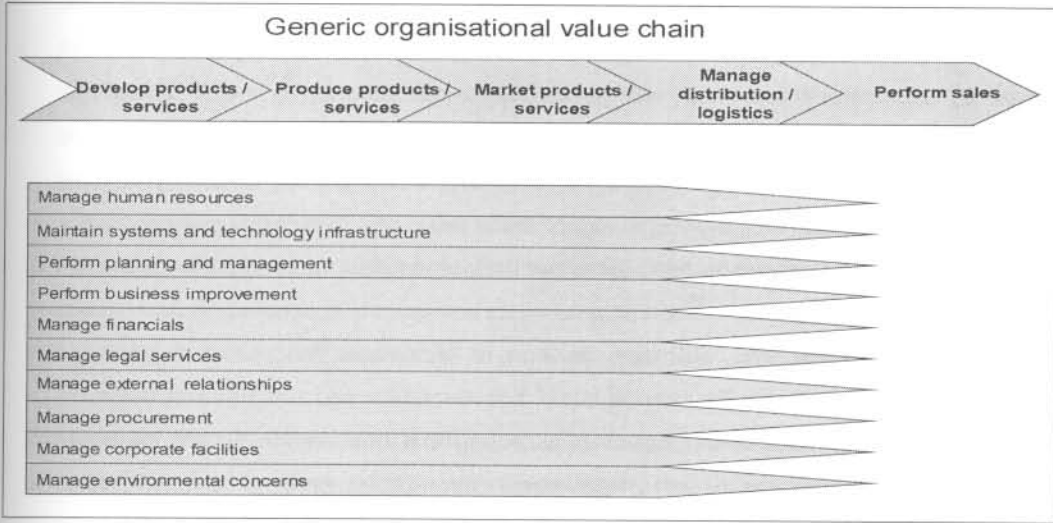 Generic organisational value chain
Develop products /
services
Produce products /
services
Market products /
services
Manage
distribution /
logistics
Perform sales
Manage human resources
Maintain systems and technology infrastructure
Perform planning and management
Perform business improvement
Manage financials
Manage legal services
Manage external relationships
Manage procurement
Manage corporate facilities
Manage environmental concerns